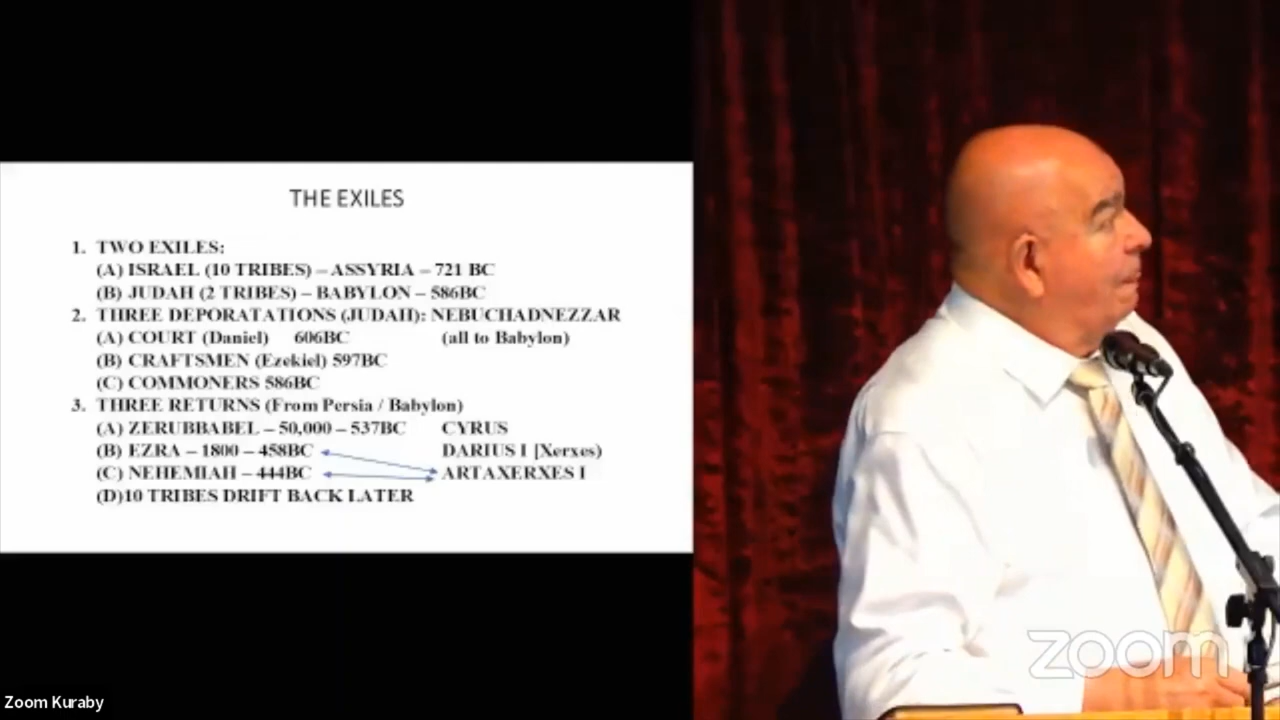 THE EXILES
1. TWO EXILES:
(A) ISRAEL (10 TRIBES) – ASSYRIA – 721 BC
(B) JUDAH (2 TRIBES) – BABYLON – 586BC
2. THREE DEPORATATIONS (JUDAH): NEBUCHADNEZZAR
(A) COURT (Daniel) 606BC (all to Babylon)
(B) CRAFTSMEN (Ezekiel) 597BC
(C) COMMONERS 586BC
3. THREE RETURNS (From Persia / Babylon)
(A) ZERUBBABEL – 50,000 – 537BC CYRUS
(B) EZRA – 1800 – 458BC DARIUS I [Xerxes)
(C) NEHEMIAH – 444BC ARTAXERXES I
(D)10 TRIBES DRIFT BACK LATER
zoom
Zoom Kuraby